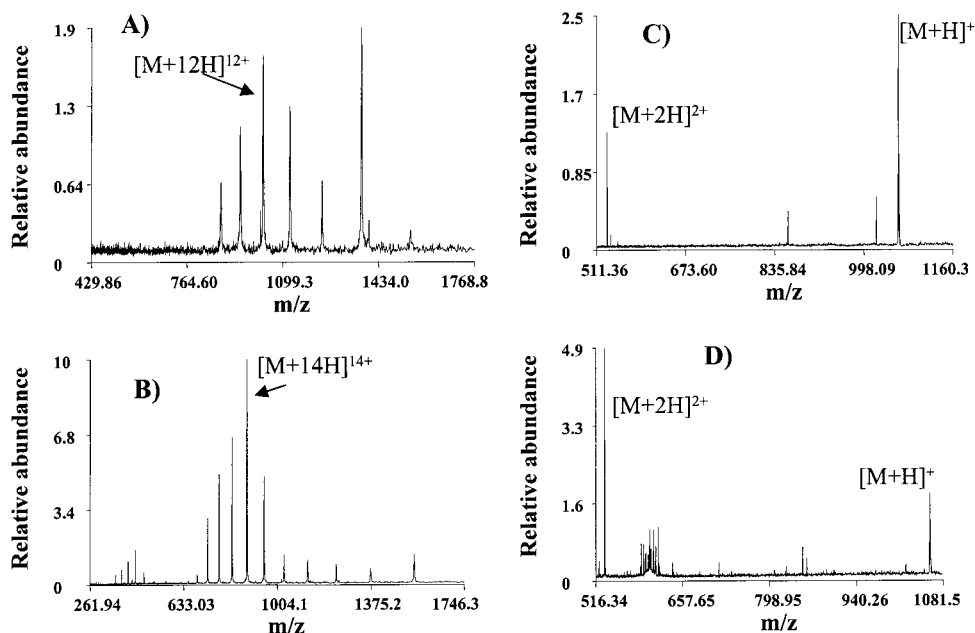 A)
[M+12H]12+
Relative abundance
1.9
1.3
0.64
0
429.86 764.60 1099.3 1434.0 1768.8
m/z
B)
[M+14H]14+
Relative abundance
10
6.8
3.4
0
261.94 633.03 1004.1 1375.2 1746.3
m/z
C)
[M+H]+
[M+2H]2+
Relative abundance
2.5
1.7
0.85
0
511.36 673.60 835.84 998.09 1160.3
m/z
D)
[M+2H]2+
[M+H]+
Relative abundance
4.9
3.3
1.6
0
516.34 657.65 798.95 940.26 1081.5
m/z